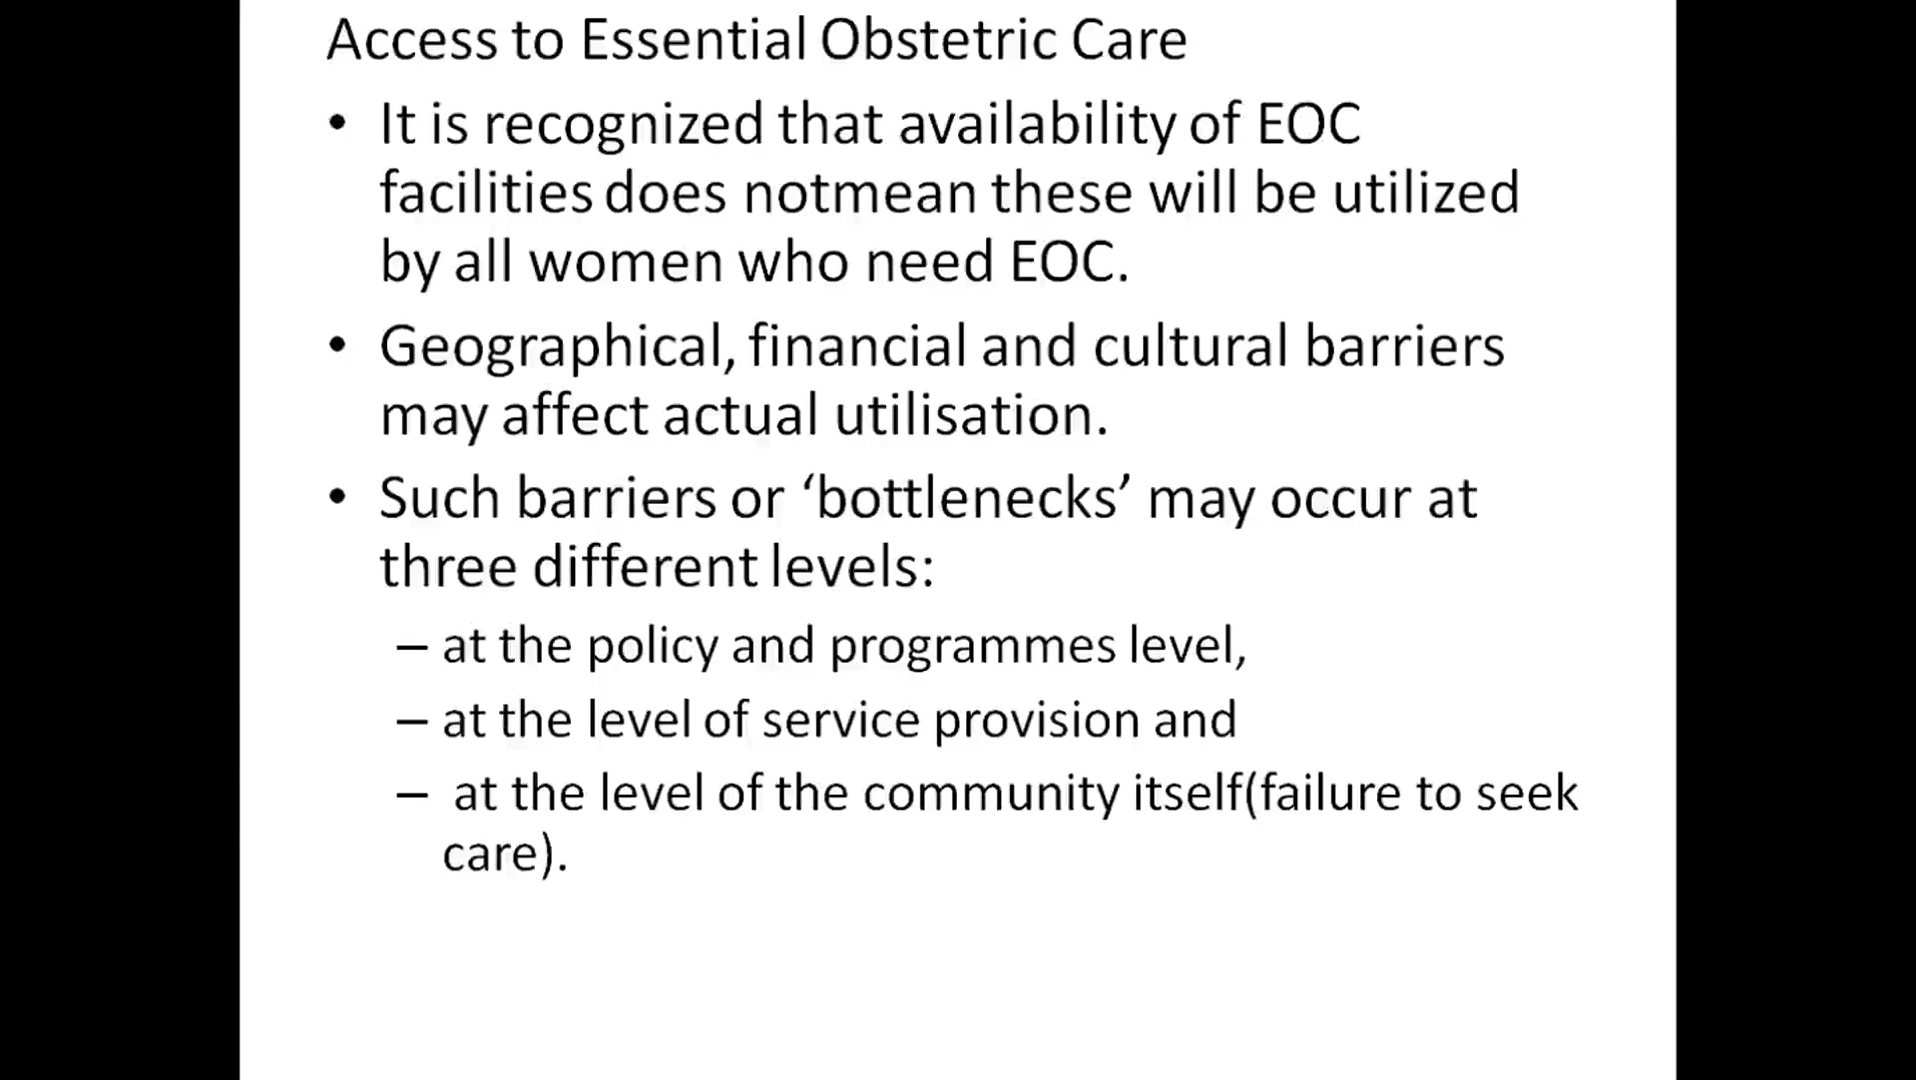 Access to Essential Obstetric Care
• It is recognized that availability of EOC
facilities does notmean these will be utilized
by all women who need EOC.
• Geographical, financial and cultural barriers
may affect actual utilisation.
• Such barriers or ‘bottlenecks’ may occur at
three different levels:
– at the policy and programmes level,
– at the level of service provision and
– at the level of the community itself(failure to seek
care).